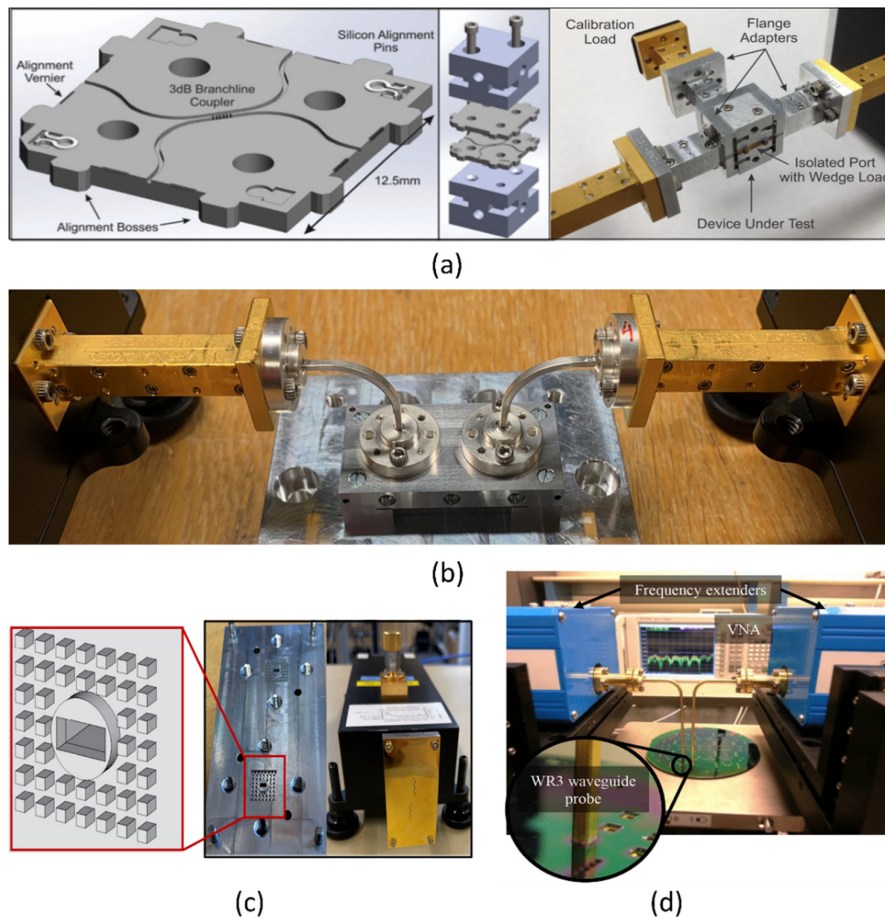 Alignment
Vernier
3dB Branchline
Coupler
Silicon Alignment
Pins
12.5mm
Alignment Bosses
Calibration
Load
Flange
Adapters
Isolated Port
with Wedge Load
Device Under Test
(a)
(b)
(c)
Frequency extenders
VNA
WR3 waveguide
probe
(d)